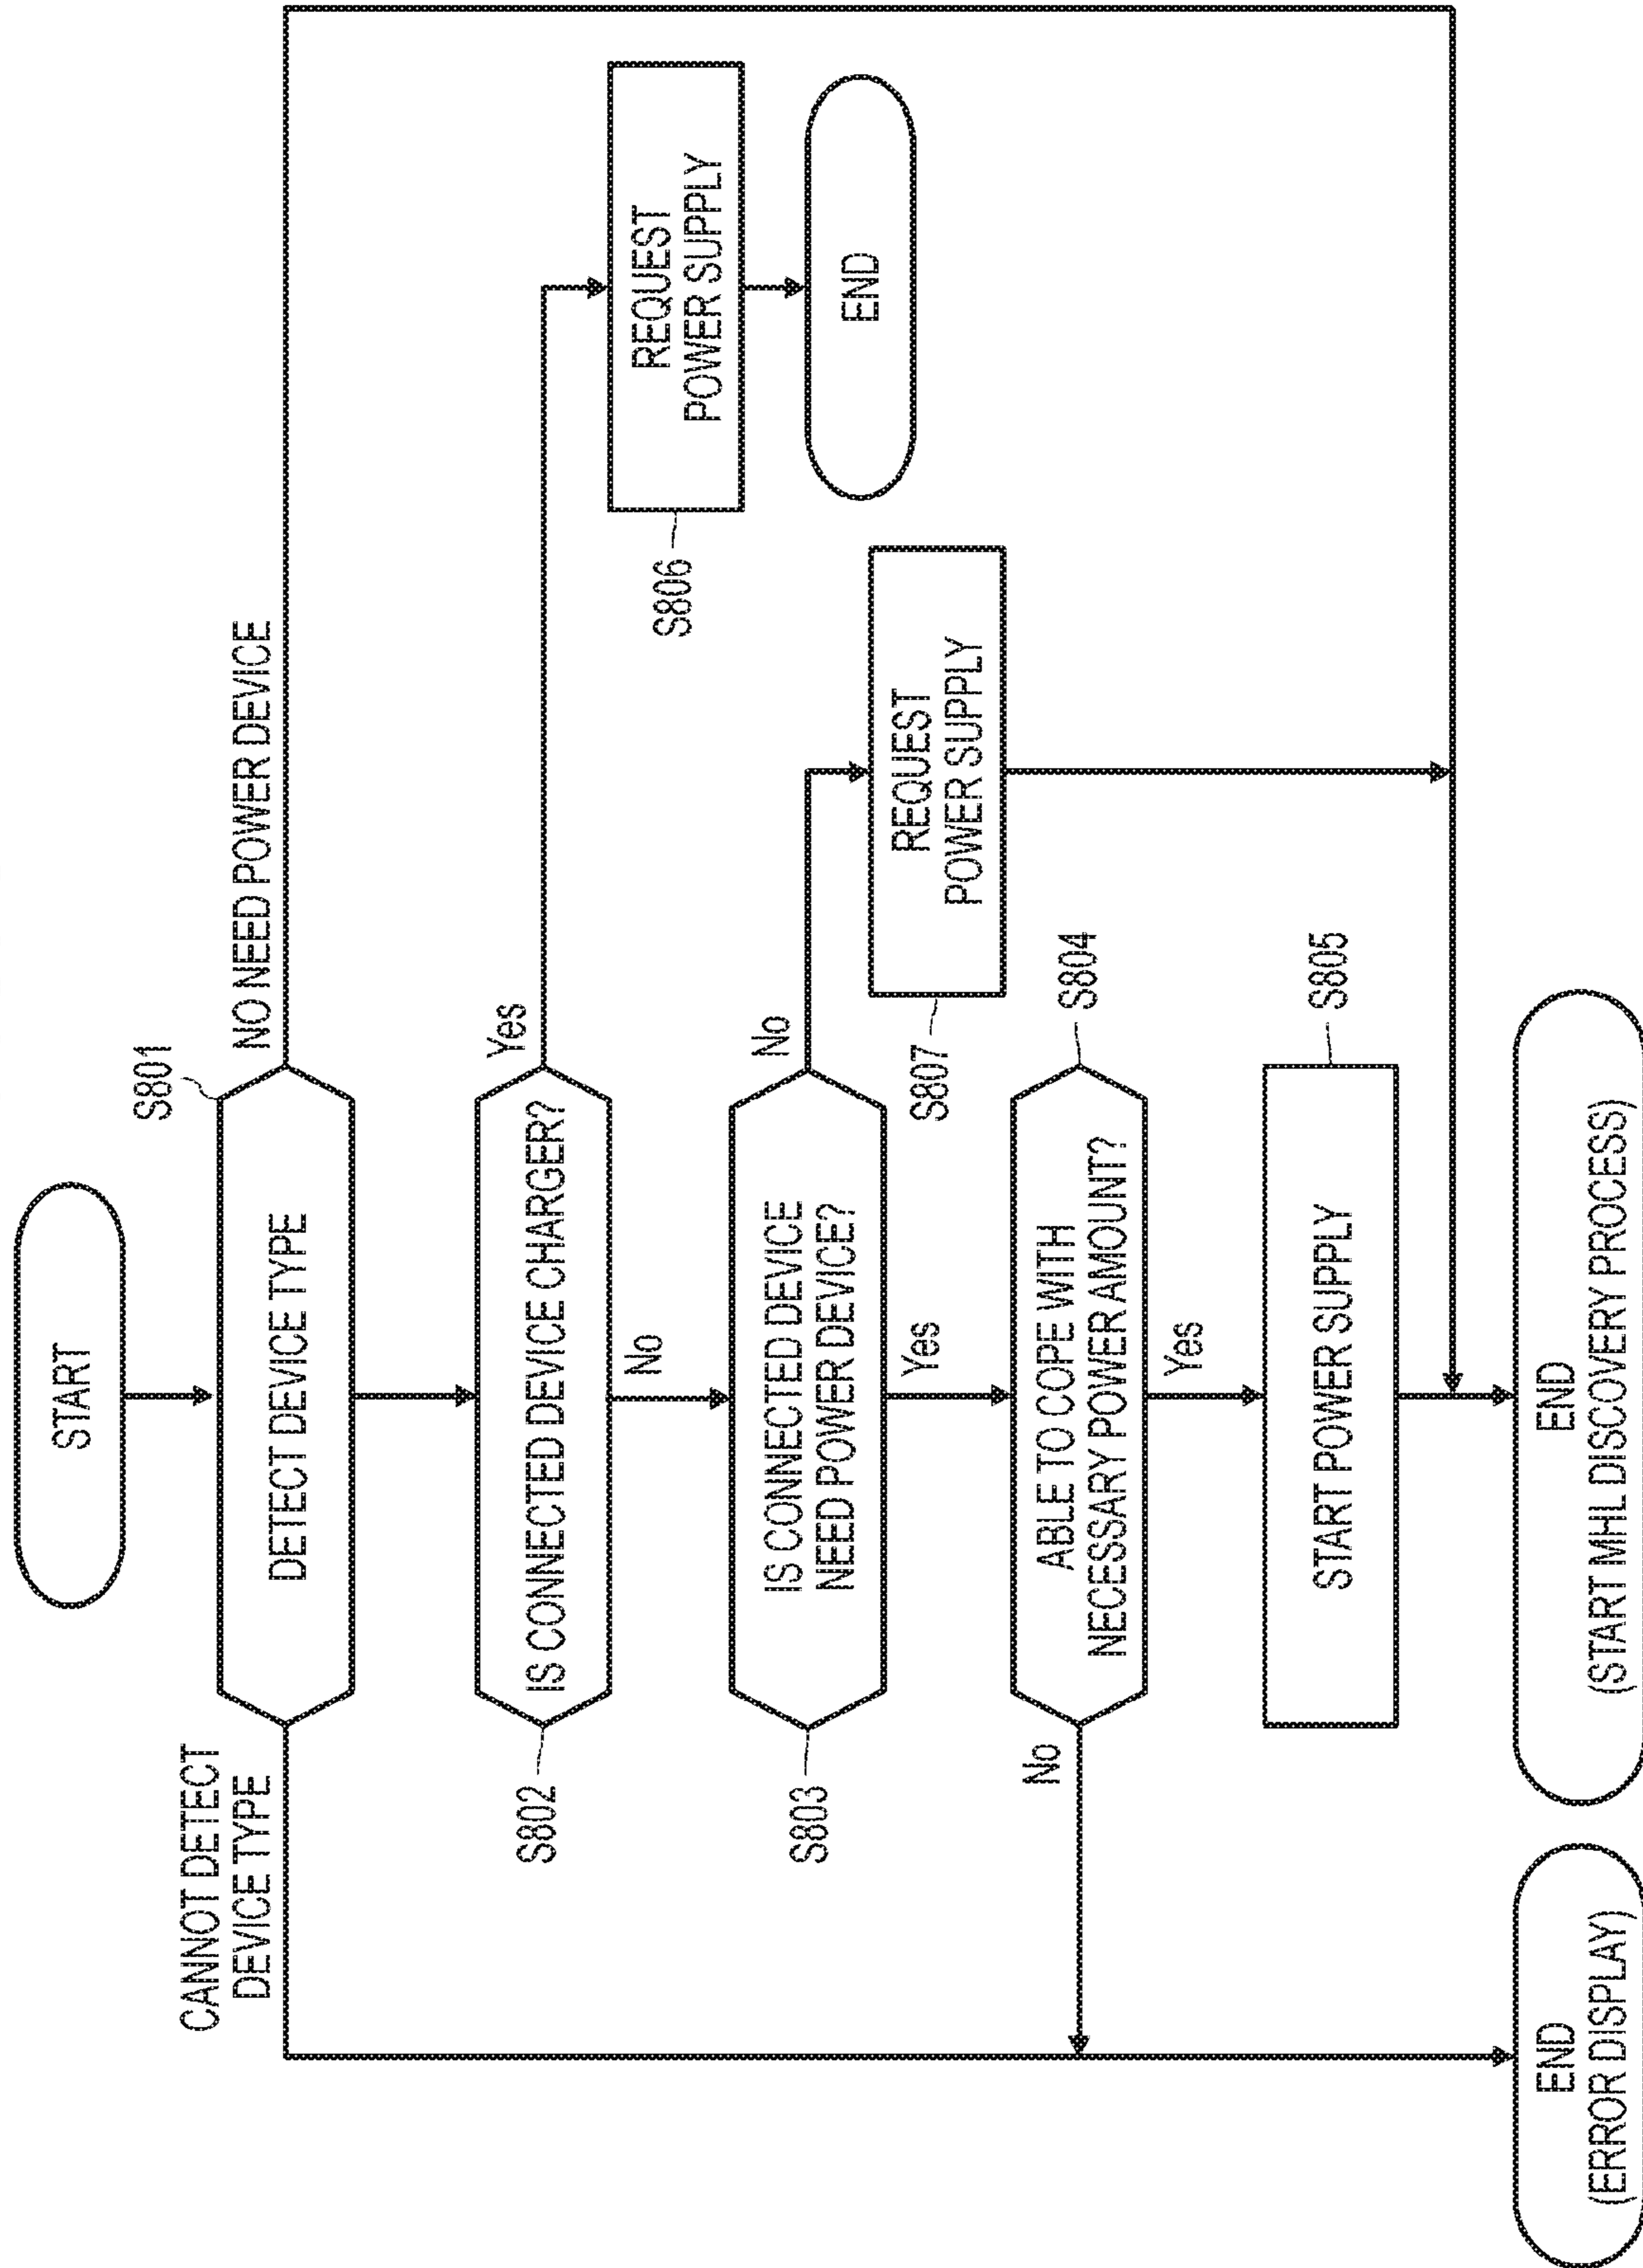 START
S801
DETECT DEVICE TYPE
CANNOT DETECT
DEVICE TYPE
NO NEED POWER DEVICE
S802
IS CONNECTED DEVICE CHARGER?
Yes
No
S806
REQUEST
POWER SUPPLY
END
S803
IS CONNECTED DEVICE
NEED POWER DEVICE?
No
Yes
S807
REQUEST
POWER SUPPLY
S804
ABLE TO COPE WITH
NECESSARY POWER AMOUNT?
No
Yes
S805
START POWER SUPPLY
END
(ERROR DISPLAY)
END
(START MHL DISCOVERY PROCESS)